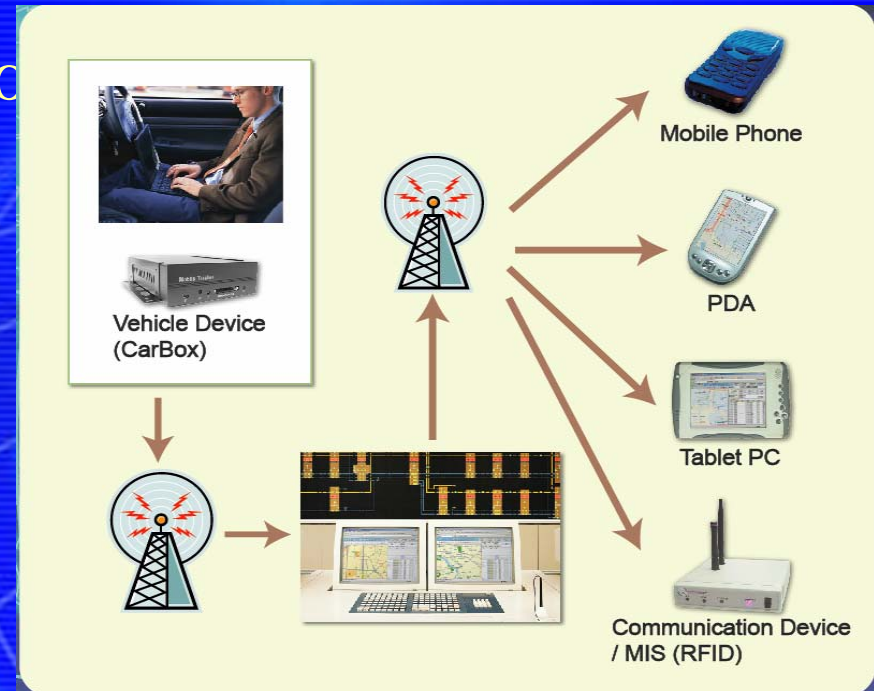 Mobile Phone
Vehicle Device
(CarBox)
PDA
Tablet PC
Communication Device
/ MIS (RFID)